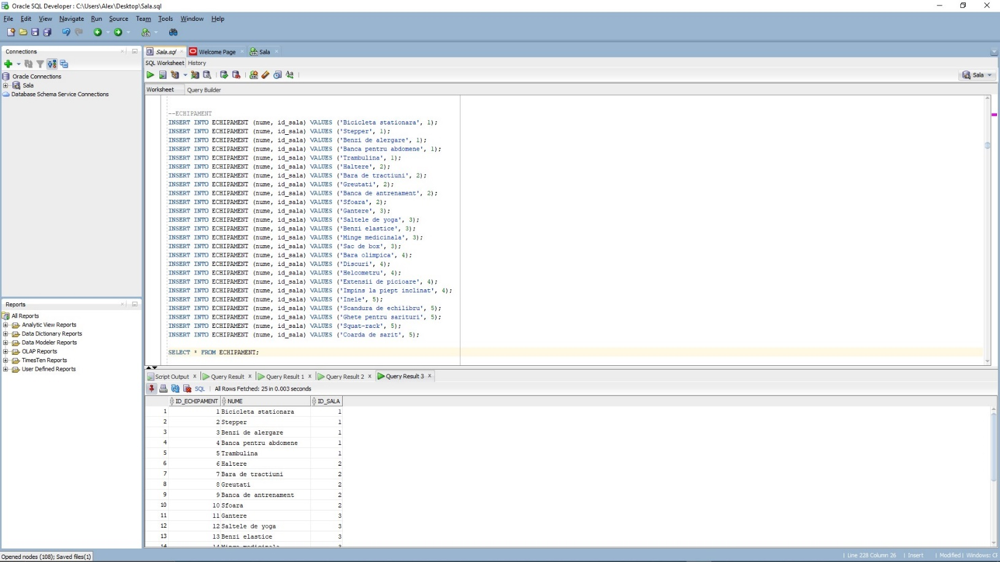 Oracle SQL Developer : C:\Users\Alex\Desktop\Sala.sql
File Edit View Navigate Run Source Team Tools Window Help
Connections
Oracle Connections
Sala
Database Schema Service Connections
Reports
All Reports
Analytic View Reports
Data Dictionary Reports
Data Modeler Reports
OLAP Reports
TimesTen Reports
User Defined Reports
Sala.sql Welcome Page Sala
SQL Worksheet History
Sala
Worksheet Query Builder
--ECHIPAMENT
INSERT INTO ECHIPAMENT (nume, id_sala) VALUES ('Bicicleta stationara', 1);
INSERT INTO ECHIPAMENT (nume, id_sala) VALUES ('Stepper', 1);
INSERT INTO ECHIPAMENT (nume, id_sala) VALUES ('Benzi de alergare', 1);
INSERT INTO ECHIPAMENT (nume, id_sala) VALUES ('Banca pentru abdomene', 1);
INSERT INTO ECHIPAMENT (nume, id_sala) VALUES ('Trambulina', 1);
INSERT INTO ECHIPAMENT (nume, id_sala) VALUES ('Haltere', 2);
INSERT INTO ECHIPAMENT (nume, id_sala) VALUES ('Bara de tractiuni', 2);
INSERT INTO ECHIPAMENT (nume, id_sala) VALUES ('Greutati', 2);
INSERT INTO ECHIPAMENT (nume, id_sala) VALUES ('Banca de antrenament', 2);
INSERT INTO ECHIPAMENT (nume, id_sala) VALUES ('Sfoara', 2);
INSERT INTO ECHIPAMENT (nume, id_sala) VALUES ('Gantere', 3);
INSERT INTO ECHIPAMENT (nume, id_sala) VALUES ('Saltele de yoga', 3);
INSERT INTO ECHIPAMENT (nume, id_sala) VALUES ('Benzi elastice', 3);
INSERT INTO ECHIPAMENT (nume, id_sala) VALUES ('Minge medicinala', 3);
INSERT INTO ECHIPAMENT (nume, id_sala) VALUES ('Sac de box', 3);
INSERT INTO ECHIPAMENT (nume, id_sala) VALUES ('Bara olimpica', 4);
INSERT INTO ECHIPAMENT (nume, id_sala) VALUES ('Discuri', 4);
INSERT INTO ECHIPAMENT (nume, id_sala) VALUES ('Helcometru', 4);
INSERT INTO ECHIPAMENT (nume, id_sala) VALUES ('Extensii de picioare', 4);
INSERT INTO ECHIPAMENT (nume, id_sala) VALUES ('Impins la piept inclinat', 4);
INSERT INTO ECHIPAMENT (nume, id_sala) VALUES ('Inele', 5);
INSERT INTO ECHIPAMENT (nume, id_sala) VALUES ('Scandura de echilibru', 5);
INSERT INTO ECHIPAMENT (nume, id_sala) VALUES ('Ghete pentru sarituri', 5);
INSERT INTO ECHIPAMENT (nume, id_sala) VALUES ('Squat-rack', 5);
INSERT INTO ECHIPAMENT (nume, id_sala) VALUES ('Coarda de sarit', 5);
SELECT * FROM ECHIPAMENT;
Script Output Query Result Query Result 1 Query Result 2 Query Result 3
SQL All Rows Fetched: 25 in 0.003 seconds
ID_ECHIPAMENT NUME ID_SALA
1 1 Bicicleta stationara 1
2 2 Stepper 1
3 3 Benzi de alergare 1
4 4 Banca pentru abdomene 1
5 5 Trambulina 1
6 6 Haltere 2
7 7 Bara de tractiuni 2
8 8 Greutati 2
9 9 Banca de antrenament 2
10 10 Sfoara 2
11 11 Gantere 3
12 12 Saltele de yoga 3
13 13 Benzi elastice 3
14 14 Minge medicinala 3
Opened nodes (108); Saved files(1)
Line 228 Column 26 Insert Modified Windows: CF